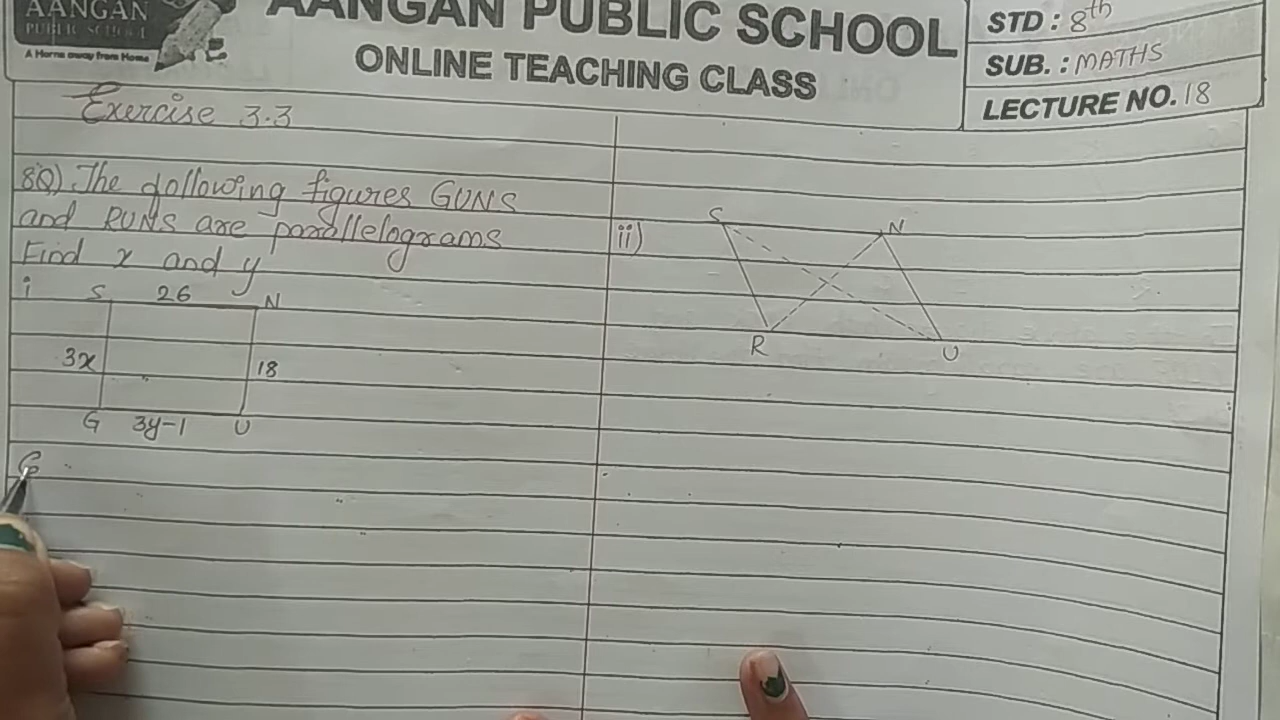 AANGAN
PUBLIC SCHOOL
A Home away from Home
AANGAN PUBLIC SCHOOL
ONLINE TEACHING CLASS
STD : 8th
SUB. : MATHS
LECTURE NO. 18
Exercise 3.3
8Q) The following figures GUNS
and RUNS are parallelograms
Find x and y
i
S 26 N
3x 18
G 3y-1 U
G
ii)
S N
R U